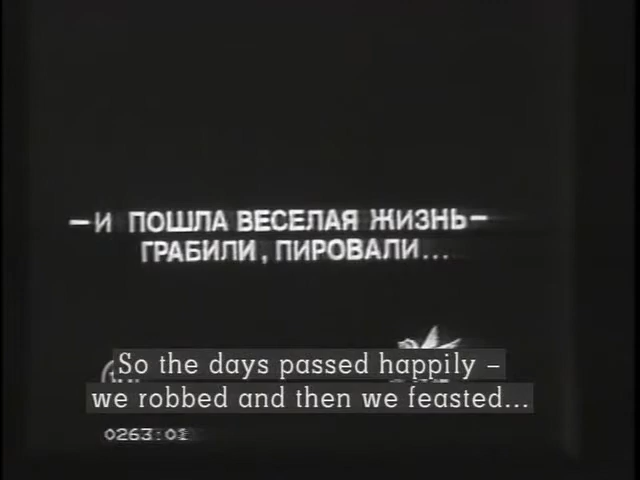 –И ПОШЛА ВЕСЕЛАЯ ЖИЗНЬ–
ГРАБИЛИ, ПИРОВАЛИ...
So the days passed happily –
we robbed and then we feasted...
0263:01